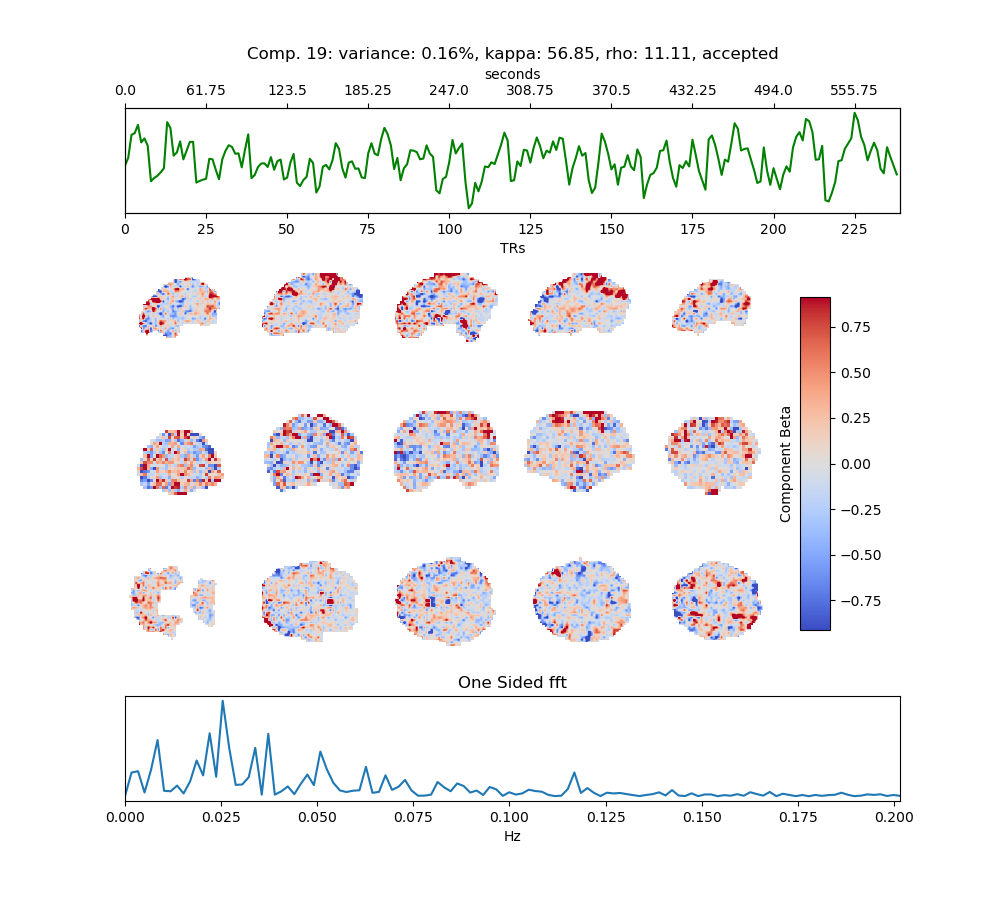 Comp. 19: variance: 0.16%, kappa: 56.85, rho: 11.11, accepted
seconds
0.0 61.75 123.5 185.25 247.0 308.75 370.5 432.25 494.0 555.75
0 25 50 75 100 125 150 175 200 225
TRs
0.75
0.50
0.25
0.00
−0.25
−0.50
−0.75
Component Beta
One Sided fft
0.000 0.025 0.050 0.075 0.100 0.125 0.150 0.175 0.200
Hz